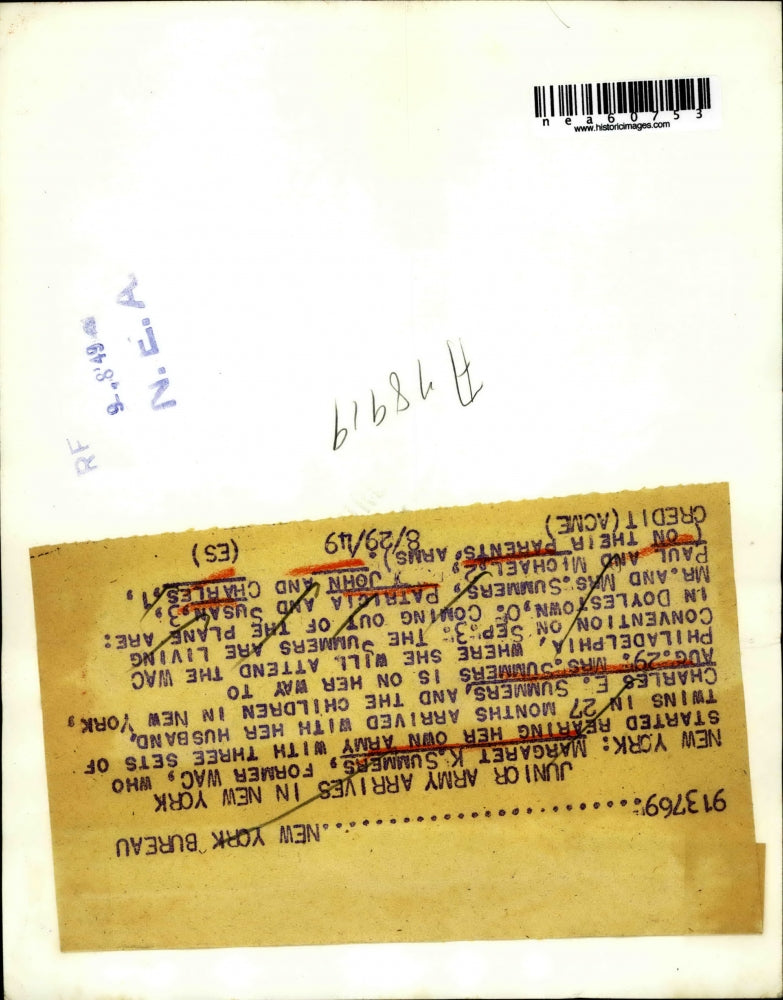 nea60753
www.historicimages.com
N.E.A
RF
913769...............NEW YORK BUREAU
JUNIOR ARMY ARRIVES IN NEW YORK
NEW YORK: MARGARET K.SUMMERS, FORMER WAC, WHO
STARTED REARING HER OWN ARMY WITH THREE SETS OF
TWINS IN 27 MONTHS ARRIVED WITH HER HUSBAND,
CHARLES E. SUMMERS, AND THE CHILDREN IN NEW YORK,
AUG.29. MRS.SUMMERS IS ON HER WAY TO
PHILADELPHIA, WHERE SHE WILL ATTEND THE WAC
CONVENTION ON SEP.3. THE SUMMERS ARE LIVING
IN DOYLESTOWN,O. COMING OUT OF THE PLANE ARE:
MR.AND MRS.SUMMERS, PATRICIA AND SUSAN,3,
PAUL AND MICHAEL,2, JOHN AND CHARLES 1,
( ON THEIR PARENTS, ARMS).
CREDIT(ACME) 8/29/49 (ES)